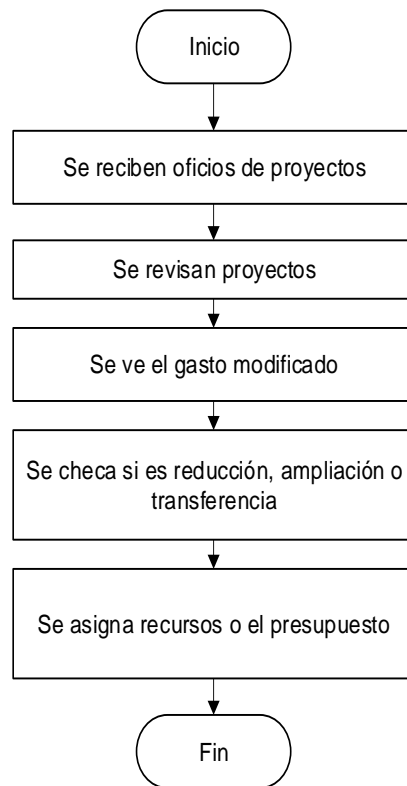 Inicio
Se reciben oficios de proyectos
Se revisan proyectos
Se ve el gasto modificado
Se checa si es reducción, ampliación o
transferencia
Se asigna recursos o el presupuesto
Fin